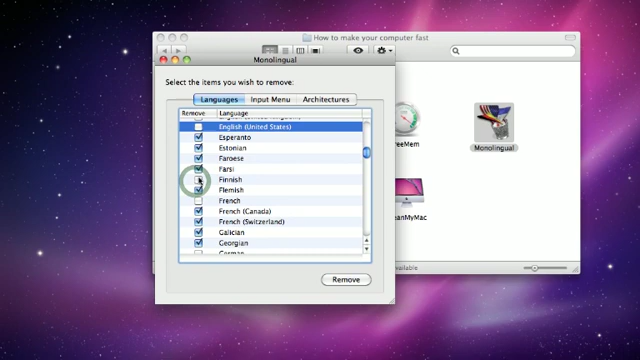 How to make your computer fast
Monolingual
Select the items you wish to remove:
Languages Input Menu Architectures
Remove Language
English (United States)
Esperanto
Estonian
Faroese
Farsi
Finnish
Flemish
French
French (Canada)
French (Switzerland)
Galician
Georgian
German
Remove
Monolingual
available